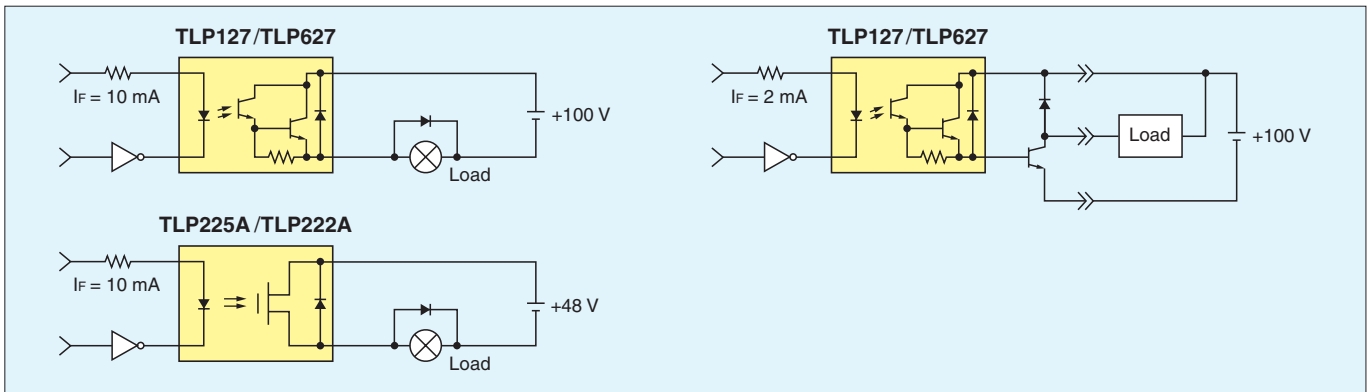 TLP127/TLP627
IF = 10 mA
+100 V
Load
TLP127/TLP627
IF = 2 mA
Load
+100 V
TLP225A/TLP222A
IF = 10 mA
+48 V
Load